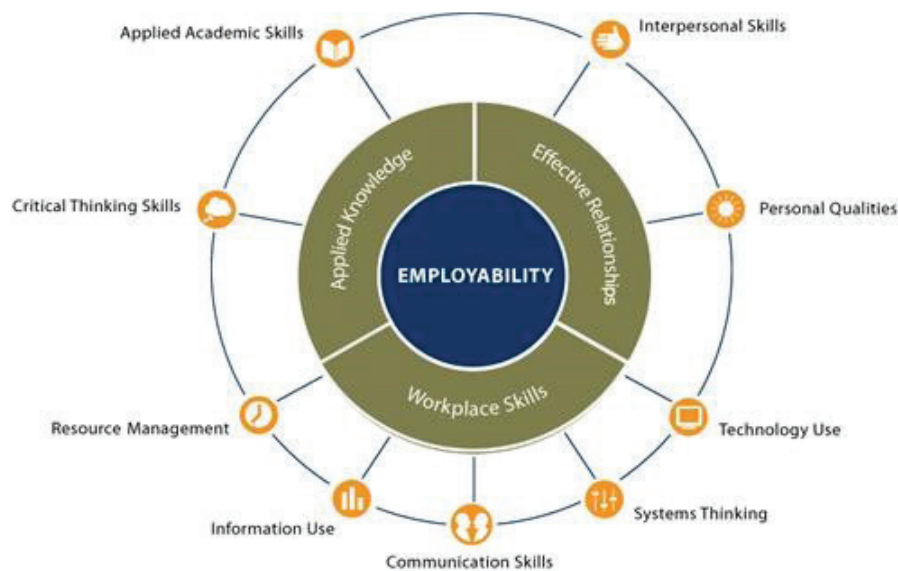 Applied Academic Skills
Interpersonal Skills
Applied Knowledge
Effective Relationships
Critical Thinking Skills
Personal Qualities
EMPLOYABILITY
Workplace Skills
Resource Management
Technology Use
Information Use
Systems Thinking
Communication Skills